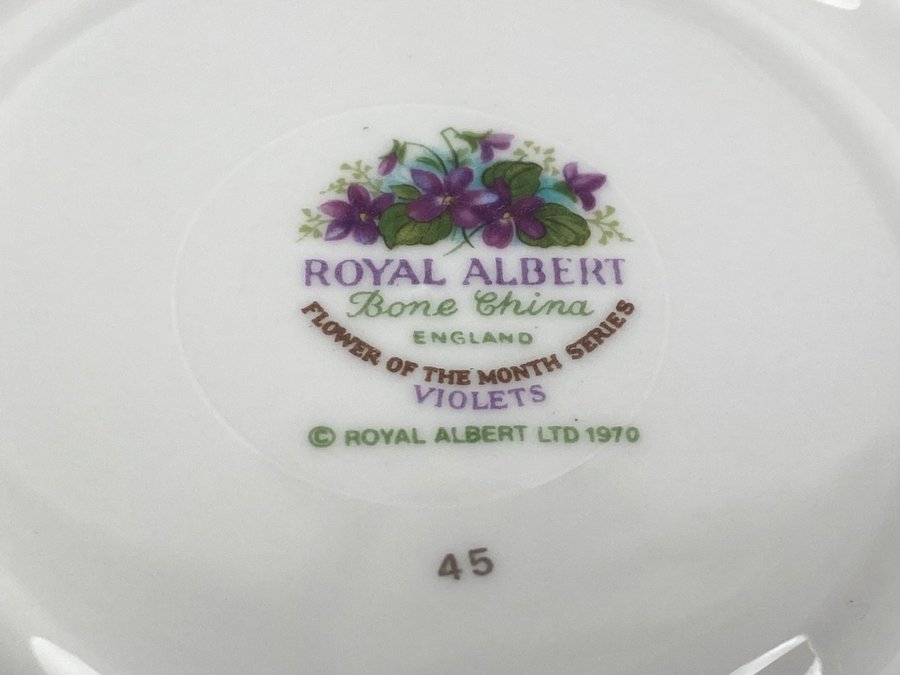 ROYAL ALBERT
Bone China
ENGLAND
FLOWER OF THE MONTH SERIES
VIOLETS
© ROYAL ALBERT LTD 1970
45